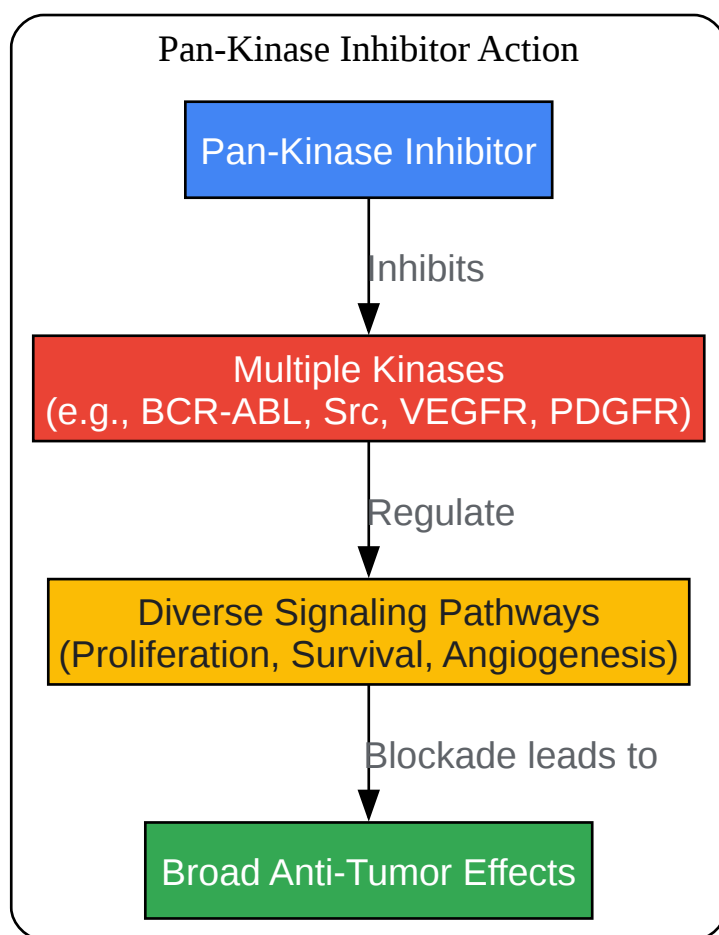 Pan-Kinase Inhibitor Action
Pan-Kinase Inhibitor
Inhibits
Multiple Kinases
(e.g., BCR-ABL, Src, VEGFR, PDGFR)
Regulate
Diverse Signaling Pathways
(Proliferation, Survival, Angiogenesis)
Blockade leads to
Broad Anti-Tumor Effects